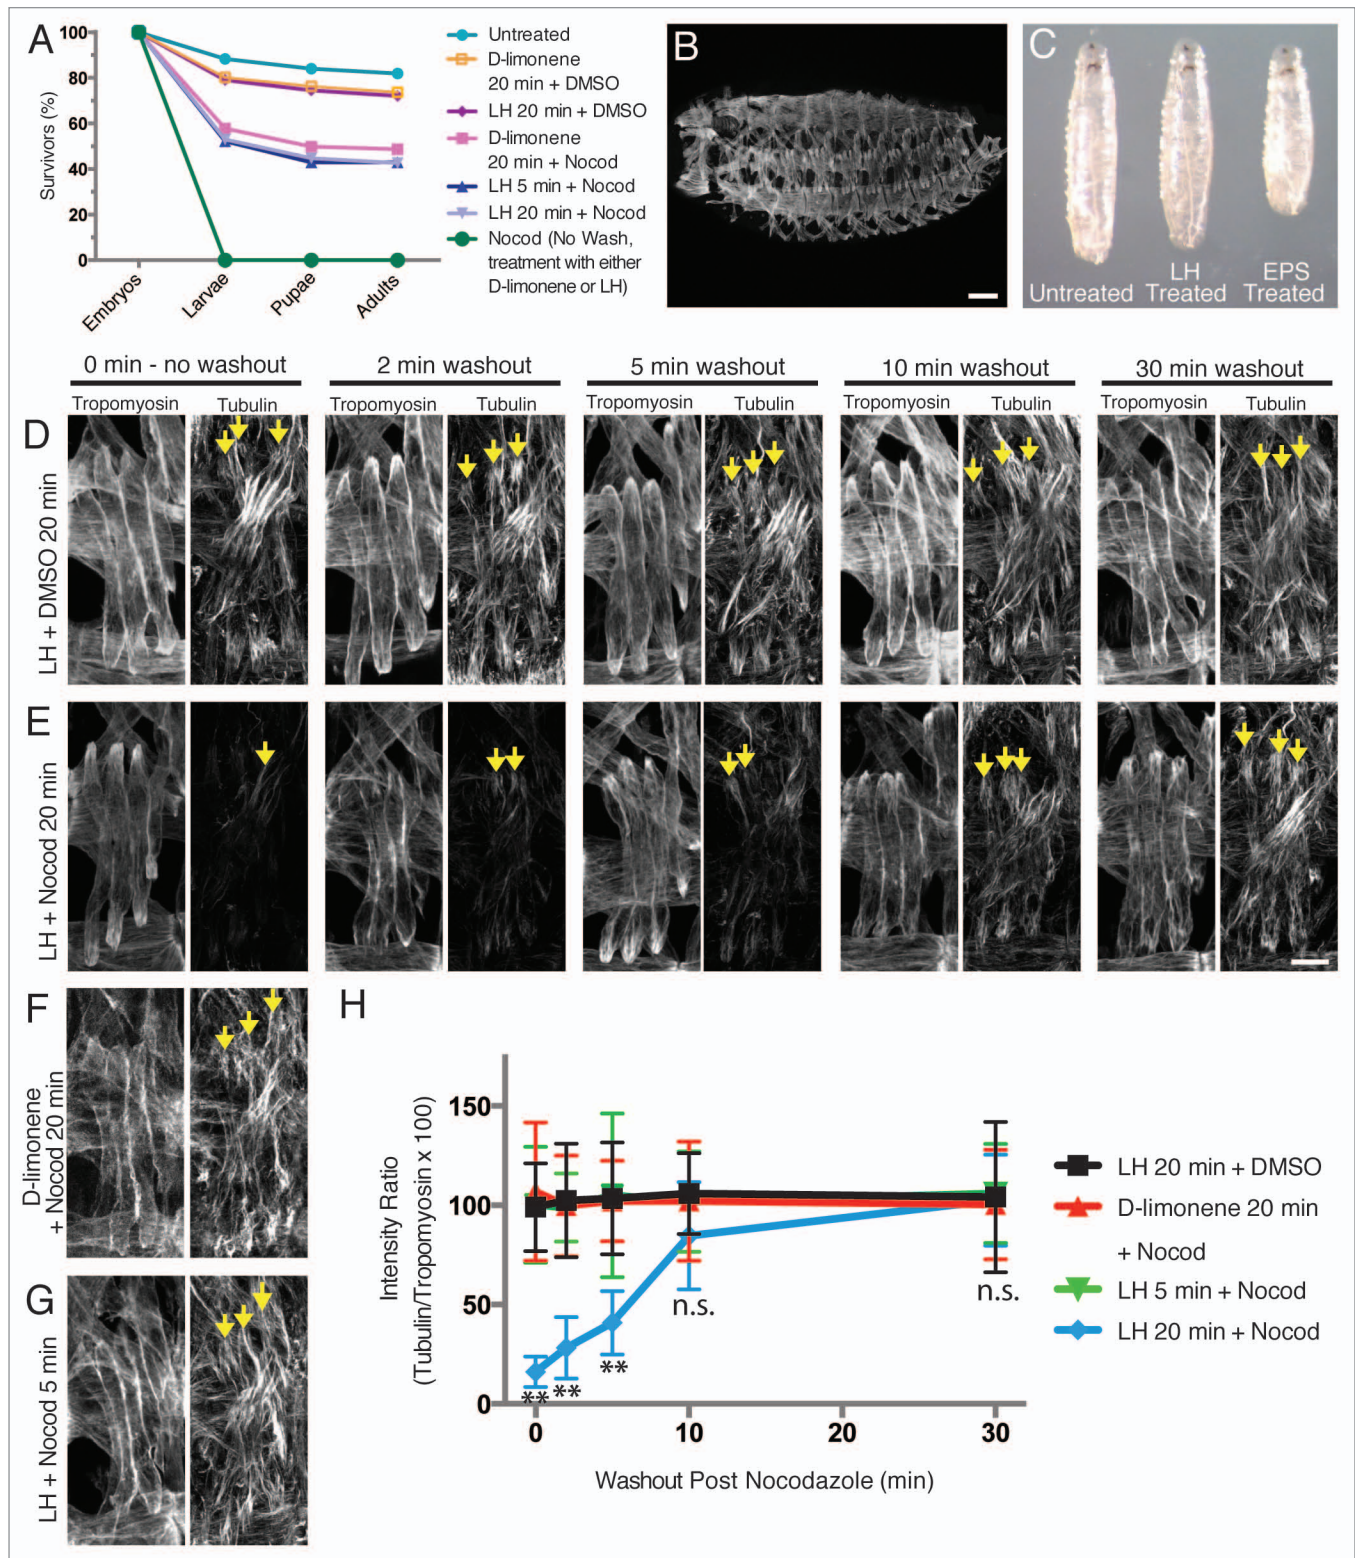 A
100
80
60
40
20
0
Survivors (%)
Embryos
Larvae
Pupae
Adults
Untreated
D-limonene
20 min + DMSO
LH 20 min + DMSO
D-limonene
20 min + Nocod
LH 5 min + Nocod
LH 20 min + Nocod
Nocod (No Wash,
treatment with either
D-limonene or LH)
B
C
Untreated
LH
Treated
EPS
Treated
0 min - no washout
2 min washout
5 min washout
10 min washout
30 min washout
Tropomyosin
Tubulin
Tropomyosin
Tubulin
Tropomyosin
Tubulin
Tropomyosin
Tubulin
Tropomyosin
Tubulin
D
LH + DMSO 20 min
E
LH + Nocod 20 min
F
D-limonene
+ Nocod 20 min
G
LH + Nocod 5 min
H
150
100
50
0
Intensity Ratio
(Tubulin/Tropomyosin x 100)
**
**
**
n.s.
n.s.
0
10
20
30
Washout Post Nocodazole (min)
LH 20 min + DMSO
D-limonene 20 min
+ Nocod
LH 5 min + Nocod
LH 20 min + Nocod